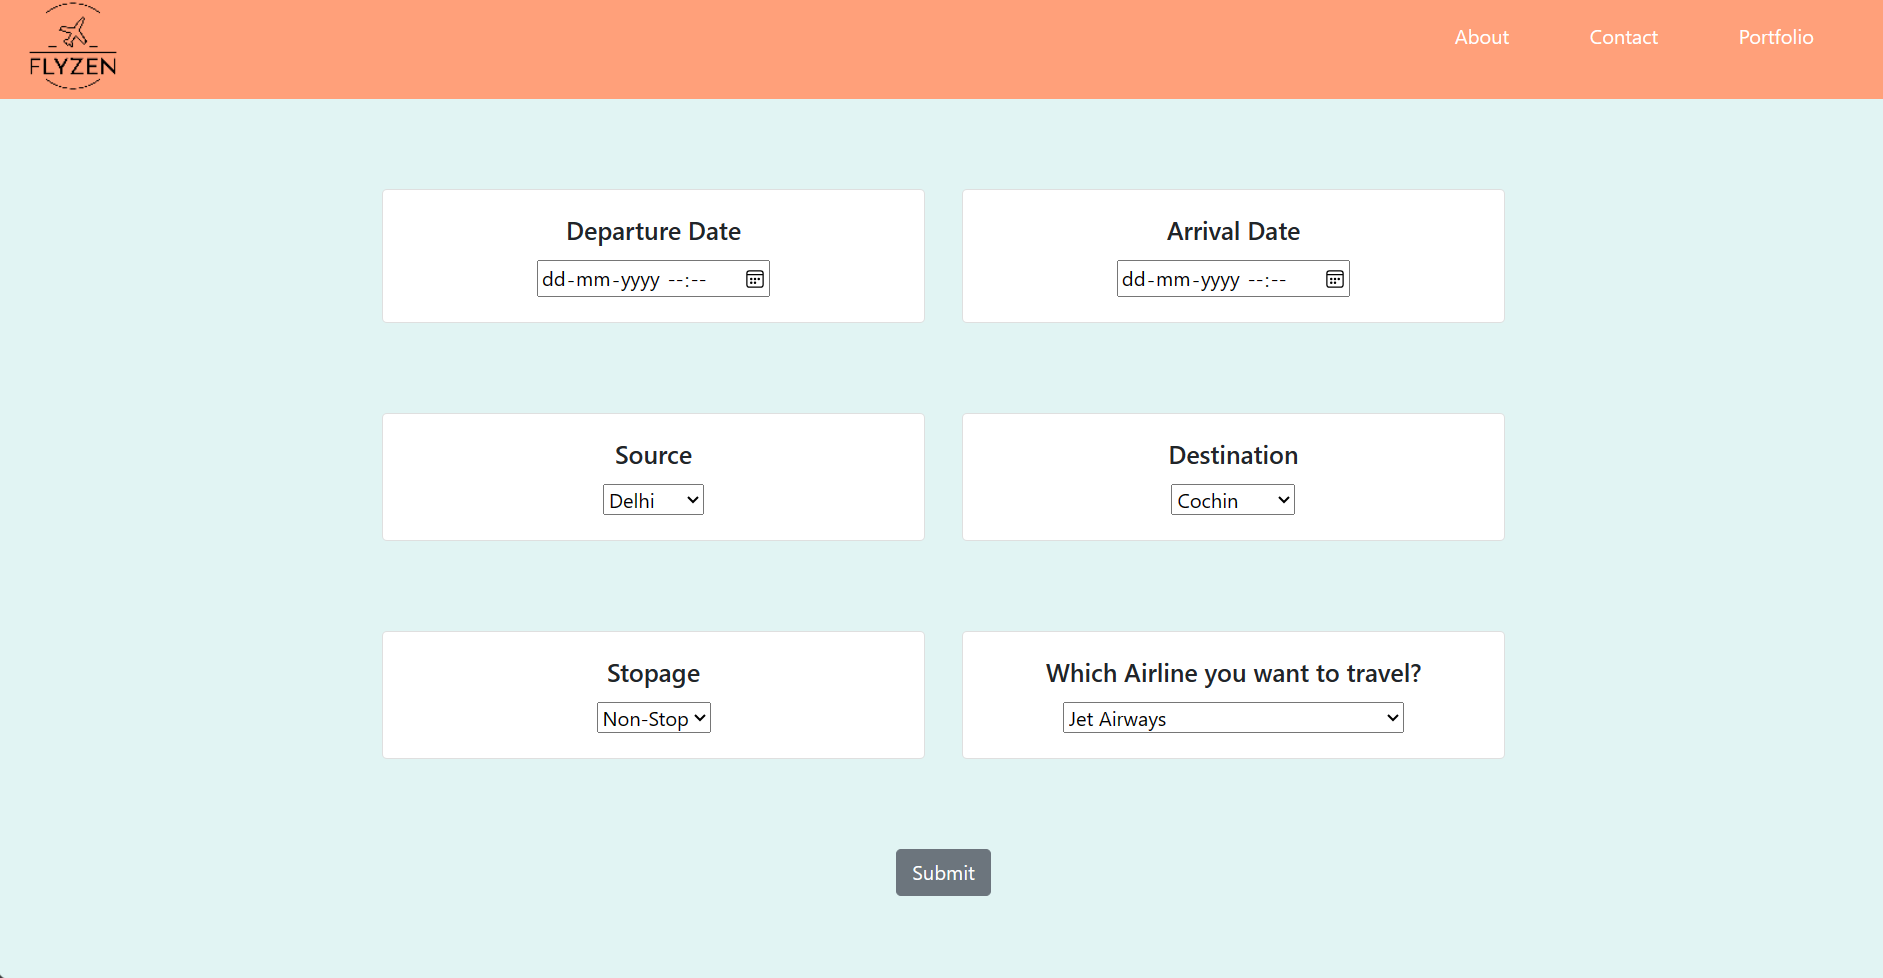 FLYZEN
About Contact Portfolio
Departure Date
dd-mm-yyyy --:--
Arrival Date
dd-mm-yyyy --:--
Source
Delhi
Destination
Cochin
Stopage
Non-Stop
Which Airline you want to travel?
Jet Airways
Submit